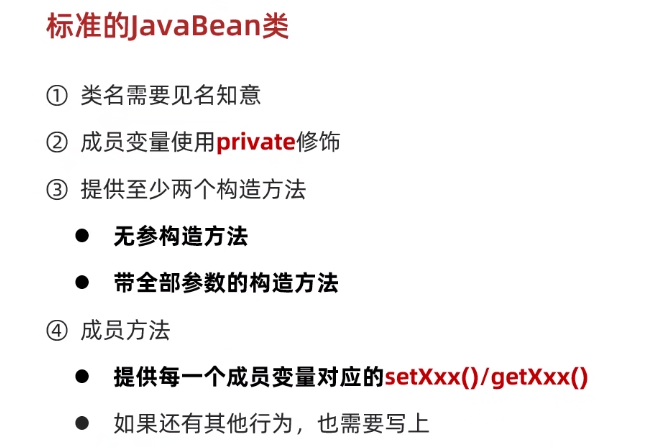 标准的JavaBean类
① 类名需要见名知意
② 成员变量使用private修饰
③ 提供至少两个构造方法
● 无参构造方法
● 带全部参数的构造方法
④ 成员方法
● 提供每一个成员变量对应的setXxx()/getXxx()
● 如果还有其他行为，也需要写上